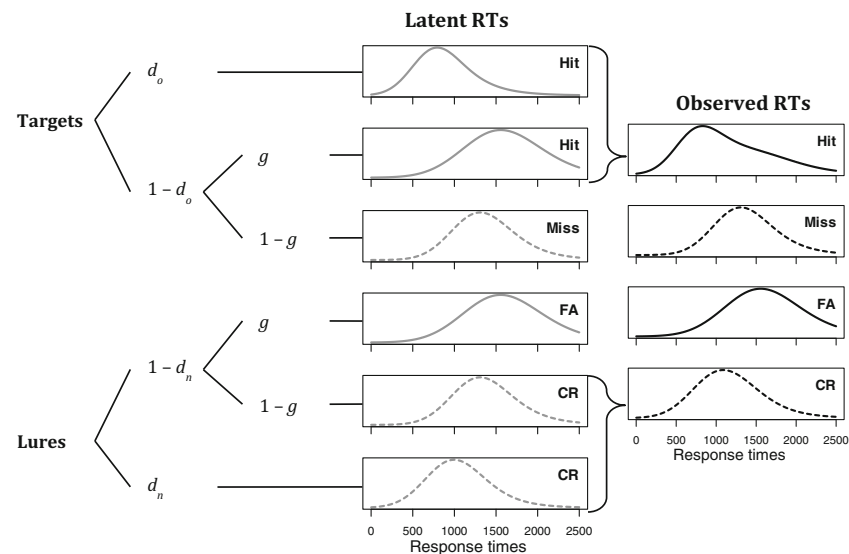 Latent RTs
Observed RTs
Targets
d_o
1 – d_o
g
1 – g
Hit
Hit
Miss
Hit
Miss
Lures
1 – d_n
d_n
g
1 – g
FA
CR
CR
FA
CR
0 500 1000 1500 2000 2500
Response times
0 500 1000 1500 2000 2500
Response times